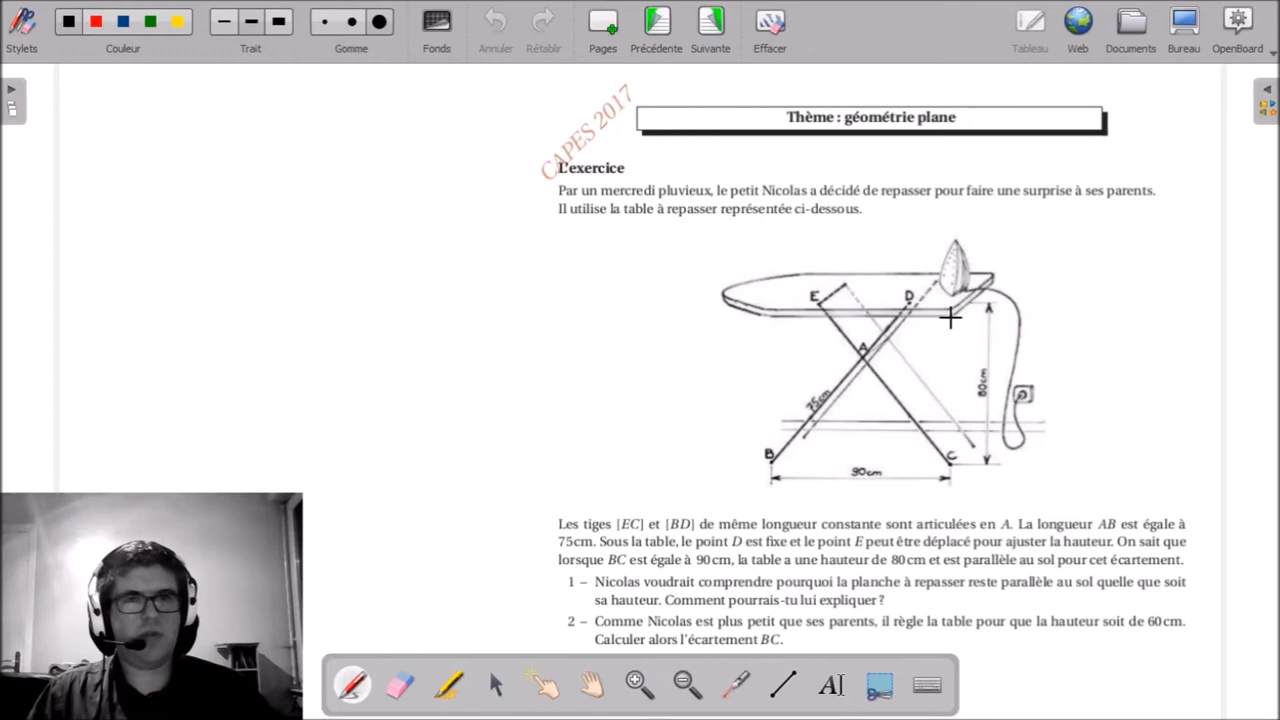 Stylets
Couleur
Trait
Gomme
Fonds
Annuler
Rétablir
Pages
Précédente
Suivante
Effacer
Tableau
Web
Documents
Bureau
OpenBoard
CAPES 2017
Thème : géométrie plane
L'exercice
Par un mercredi pluvieux, le petit Nicolas a décidé de repasser pour faire une surprise à ses parents.
Il utilise la table à repasser représentée ci-dessous.
E
D
A
75cm
80cm
B
C
90cm
Les tiges [EC] et [BD] de même longueur constante sont articulées en A. La longueur AB est égale à
75cm. Sous la table, le point D est fixe et le point E peut être déplacé pour ajuster la hauteur. On sait que
lorsque BC est égale à 90cm, la table a une hauteur de 80cm et est parallèle au sol pour cet écartement.
1 – Nicolas voudrait comprendre pourquoi la planche à repasser reste parallèle au sol quelle que soit
sa hauteur. Comment pourrais-tu lui expliquer ?
2 – Comme Nicolas est plus petit que ses parents, il règle la table pour que la hauteur soit de 60cm.
Calculer alors l'écartement BC.
AI